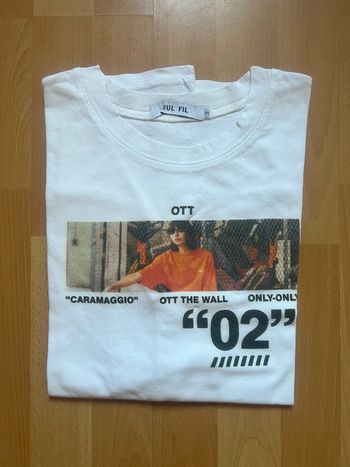 FUL FIL
OTT
“CARAMAGGIO” OTT THE WALL ONLY-ONLY
“02”
////////